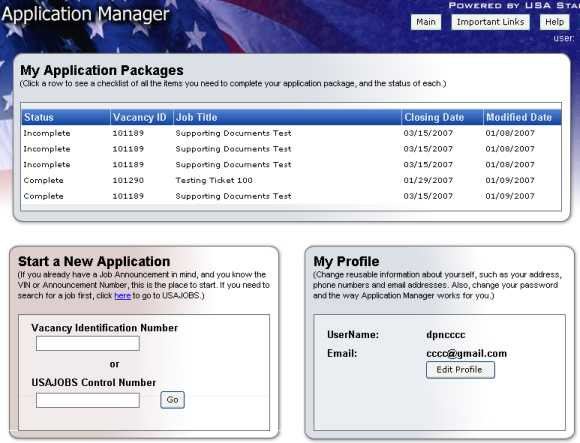 Application Manager
POWERED BY USA STA
Main Important Links Help
user:
My Application Packages
(Click a row to see a checklist of all the items you need to complete your application package, and the status of each.)
Status Vacancy ID Job Title Closing Date Modified Date
Incomplete 101189 Supporting Documents Test 03/15/2007 01/08/2007
Incomplete 101189 Supporting Documents Test 03/15/2007 01/08/2007
Incomplete 101189 Supporting Documents Test 03/15/2007 01/08/2007
Complete 101290 Testing Ticket 100 01/29/2007 01/09/2007
Complete 101189 Supporting Documents Test 03/15/2007 01/09/2007
Start a New Application
(If you already have a Job Announcement in mind, and you know the
VIN or Announcement Number, this is the place to start. If you need to
search for a job first, click here to go to USAJOBS.)
Vacancy Identification Number
or
USAJOBS Control Number
Go
My Profile
(Change reusable information about yourself, such as your address,
phone numbers and email addresses. Also, change your password
and the way Application Manager works for you.)
UserName: dpncccc
Email: cccc@gmail.com
Edit Profile